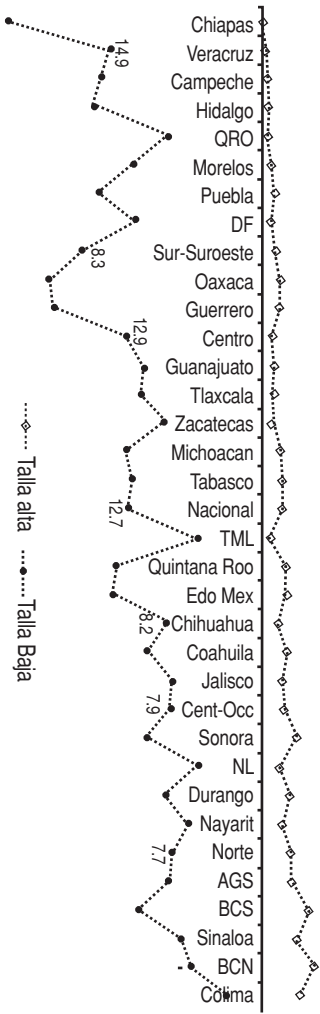 Chiapas
Veracruz
Campeche
Hidalgo
QRO
Morelos
Puebla
DF
Sur-Suroeste
Oaxaca
Guerrero
Centro
Guanajuato
Tlaxcala
Zacatecas
Michoacan
Tabasco
Nacional
TML
Quintana Roo
Edo Mex
Chihuahua
Coahuila
Jalisco
Cent-Occ
Sonora
NL
Durango
Nayarit
Norte
AGS
BCS
Sinaloa
BCN
Colima
14.9
8.3
12.9
12.7
8.2
7.9
7.7
Talla alta
Talla Baja